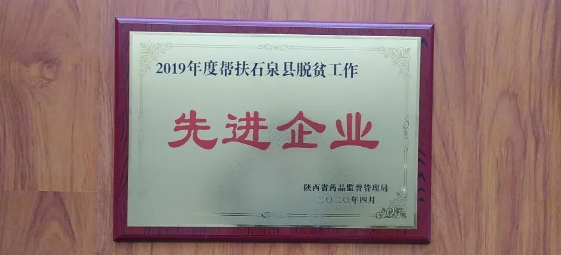 2019年度帮扶石泉县脱贫工作
先进企业
陕西省药品监督管理局
二〇二〇年四月